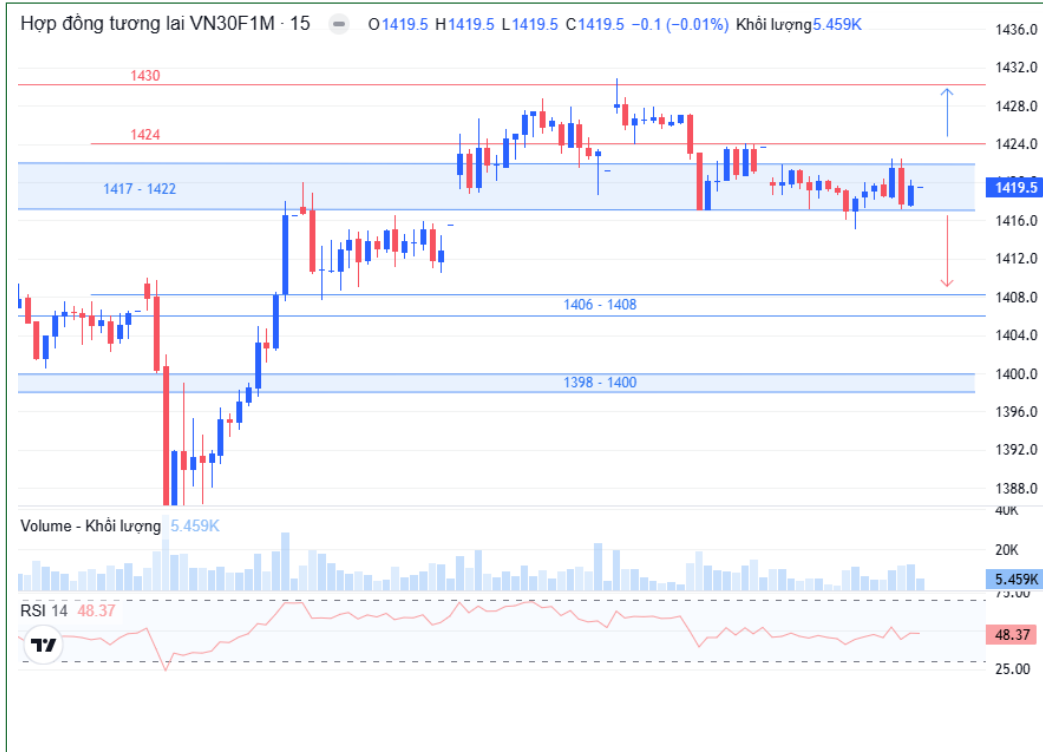 Hợp đồng tương lai VN30F1M · 15 O1419.5 H1419.5 L1419.5 C1419.5 −0.1 (−0.01%) Khối lượng5.459K
1436.0
1432.0
1430
1428.0
1424
1424.0
1417 - 1422
1419.5
1416.0
1412.0
1408.0
1406 - 1408
1404.0
1400.0
1398 - 1400
1396.0
1392.0
1388.0
40K
Volume - Khối lượng 5.459K
20K
5.459K
75.00
RSI 14 48.37
48.37
25.00